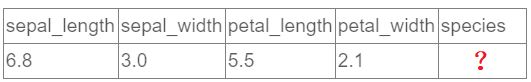 sepal_length sepal_width petal_length petal_width species
6.8 3.0 5.5 2.1 ?